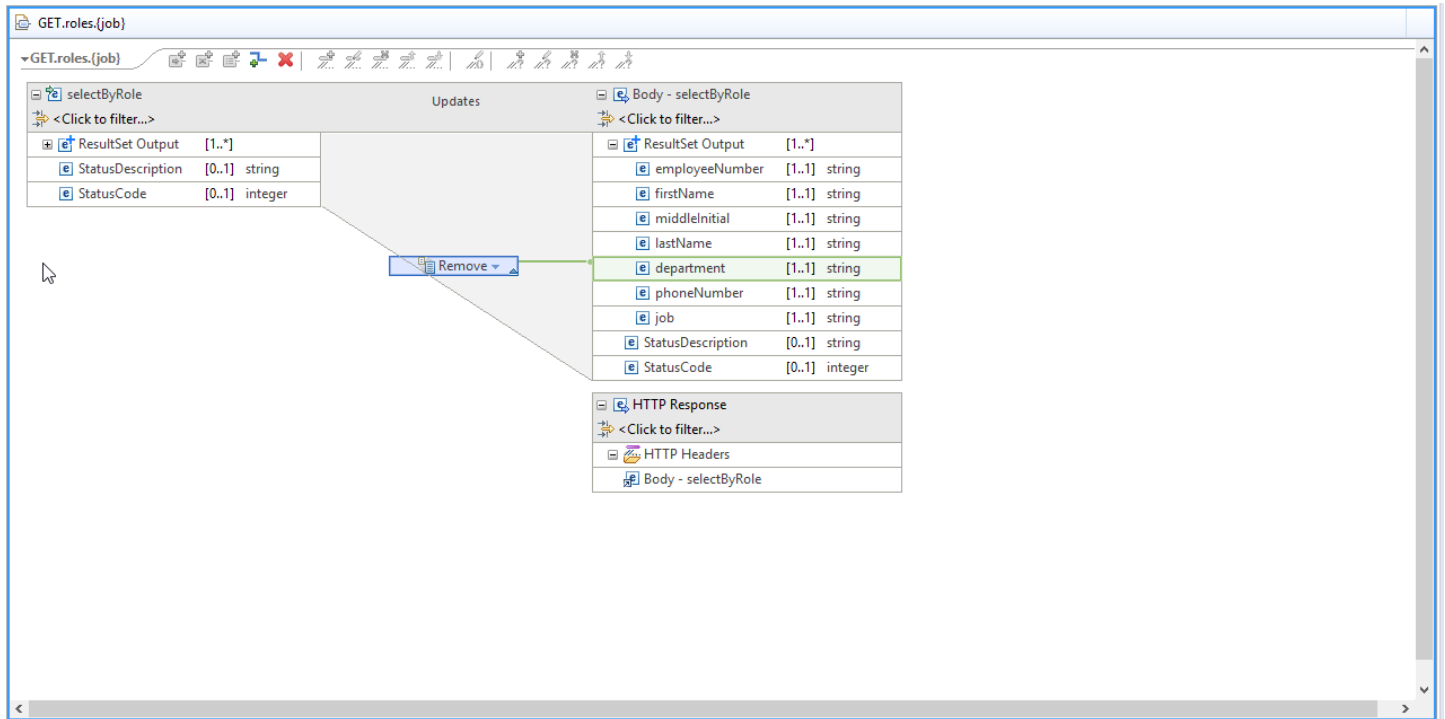 GET.roles.{job}
GET.roles.{job}
selectByRole
Updates
Body - selectByRole
<Click to filter...>
<Click to filter...>
ResultSet Output [1..*]
ResultSet Output [1..*]
StatusDescription [0..1] string
employeeNumber [1..1] string
StatusCode [0..1] integer
firstName [1..1] string
middleInitial [1..1] string
lastName [1..1] string
Remove
department [1..1] string
phoneNumber [1..1] string
job [1..1] string
StatusDescription [0..1] string
StatusCode [0..1] integer
HTTP Response
<Click to filter...>
HTTP Headers
Body - selectByRole